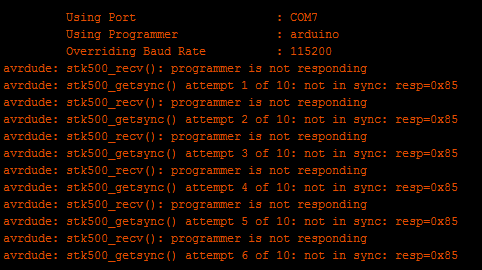 Using Port : COM7
Using Programmer : arduino
Overriding Baud Rate : 115200
avrdude: stk500_recv(): programmer is not responding
avrdude: stk500_getsync() attempt 1 of 10: not in sync: resp=0x85
avrdude: stk500_recv(): programmer is not responding
avrdude: stk500_getsync() attempt 2 of 10: not in sync: resp=0x85
avrdude: stk500_recv(): programmer is not responding
avrdude: stk500_getsync() attempt 3 of 10: not in sync: resp=0x85
avrdude: stk500_recv(): programmer is not responding
avrdude: stk500_getsync() attempt 4 of 10: not in sync: resp=0x85
avrdude: stk500_recv(): programmer is not responding
avrdude: stk500_getsync() attempt 5 of 10: not in sync: resp=0x85
avrdude: stk500_recv(): programmer is not responding
avrdude: stk500_getsync() attempt 6 of 10: not in sync: resp=0x85